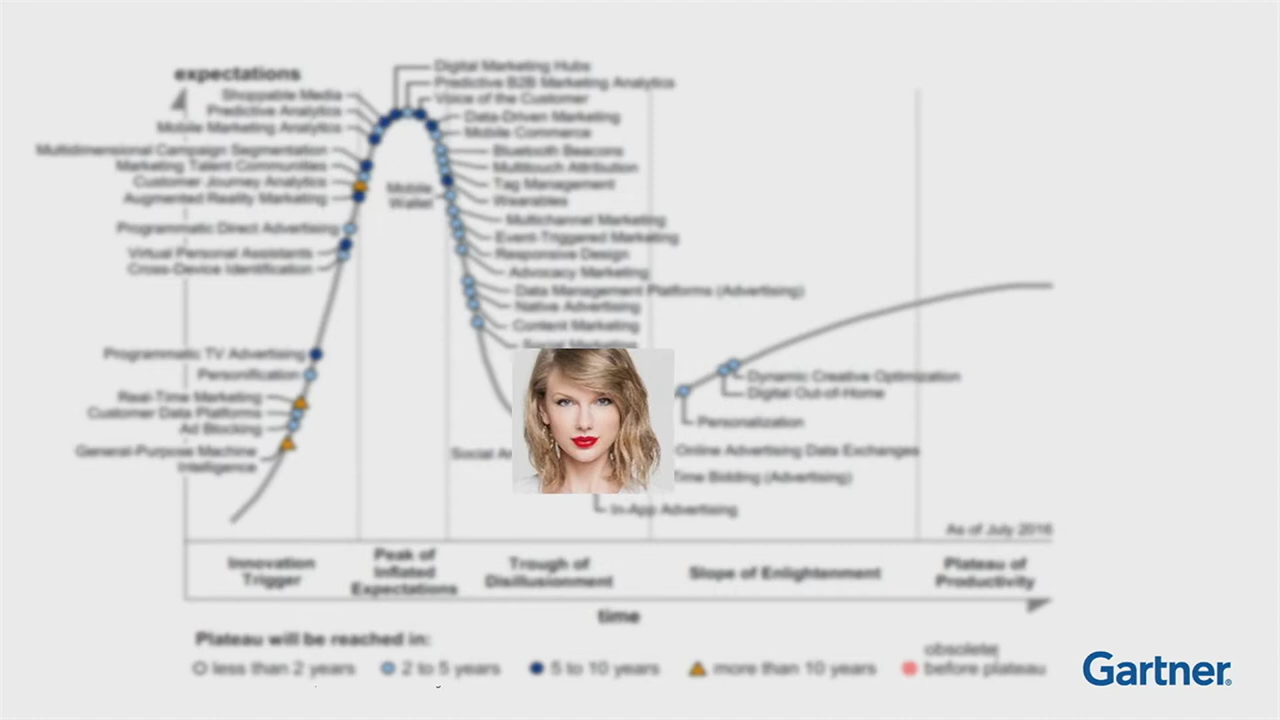 expectations
Digital Marketing Hubs
Predictive B2B Marketing Analytics
Voice of the Customer
Shoppable Media
Predictive Analytics
Mobile Marketing Analytics
Multidimensional Campaign Segmentation
Marketing Talent Communities
Customer Journey Analytics
Augmented Reality Marketing
Programmatic Direct Advertising
Virtual Personal Assistants
Cross-Device Identification
Programmatic TV Advertising
Personification
Real-Time Marketing
Customer Data Platforms
Ad Blocking
General-Purpose Machine
Intelligence
Data-Driven Marketing
Mobile Commerce
Bluetooth Beacons
Multitouch Attribution
Tag Management
Wearables
Mobile
Wallet
Multichannel Marketing
Event-Triggered Marketing
Responsive Design
Advocacy Marketing
Data Management Platforms (Advertising)
Native Advertising
Content Marketing
Social Marketing
Social
In-App Advertising
Dynamic Creative Optimization
Digital Out-of-Home
Personalization
Online Advertising Data Exchanges
Time Bidding (Advertising)
As of July 2016
Innovation
Trigger
Peak of
Inflated
Expectations
Trough of
Disillusionment
Slope of Enlightenment
Plateau of
Productivity
time
Plateau will be reached in:
less than 2 years
2 to 5 years
5 to 10 years
more than 10 years
obsolete
before plateau
Gartner®